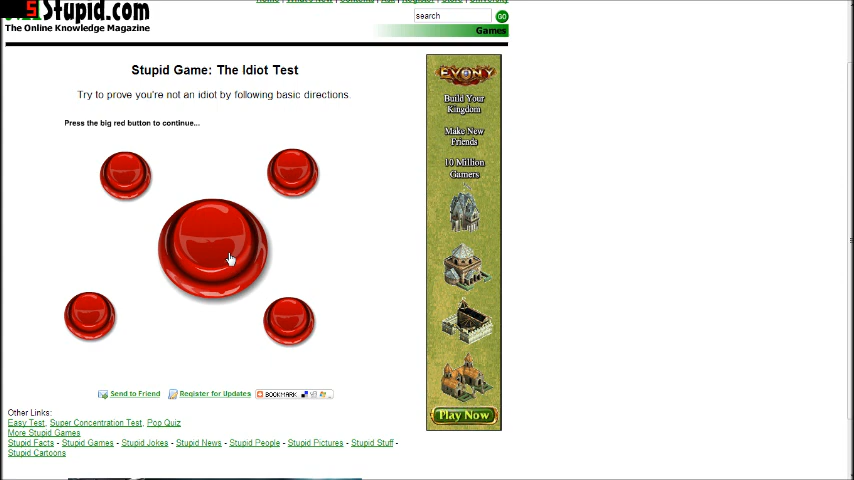 Stupid.com
The Online Knowledge Magazine
search
GO
Games
Stupid Game: The Idiot Test
Try to prove you're not an idiot by following basic directions.
Press the big red button to continue...
EVONY
Build Your
Kingdom
Make New
Friends
10 Million
Gamers
Play Now
Send to Friend
Register for Updates
BOOKMARK
Other Links:
Easy Test, Super Concentration Test, Pop Quiz
More Stupid Games
Stupid Facts - Stupid Games - Stupid Jokes - Stupid News - Stupid People - Stupid Pictures - Stupid Stuff -
Stupid Cartoons